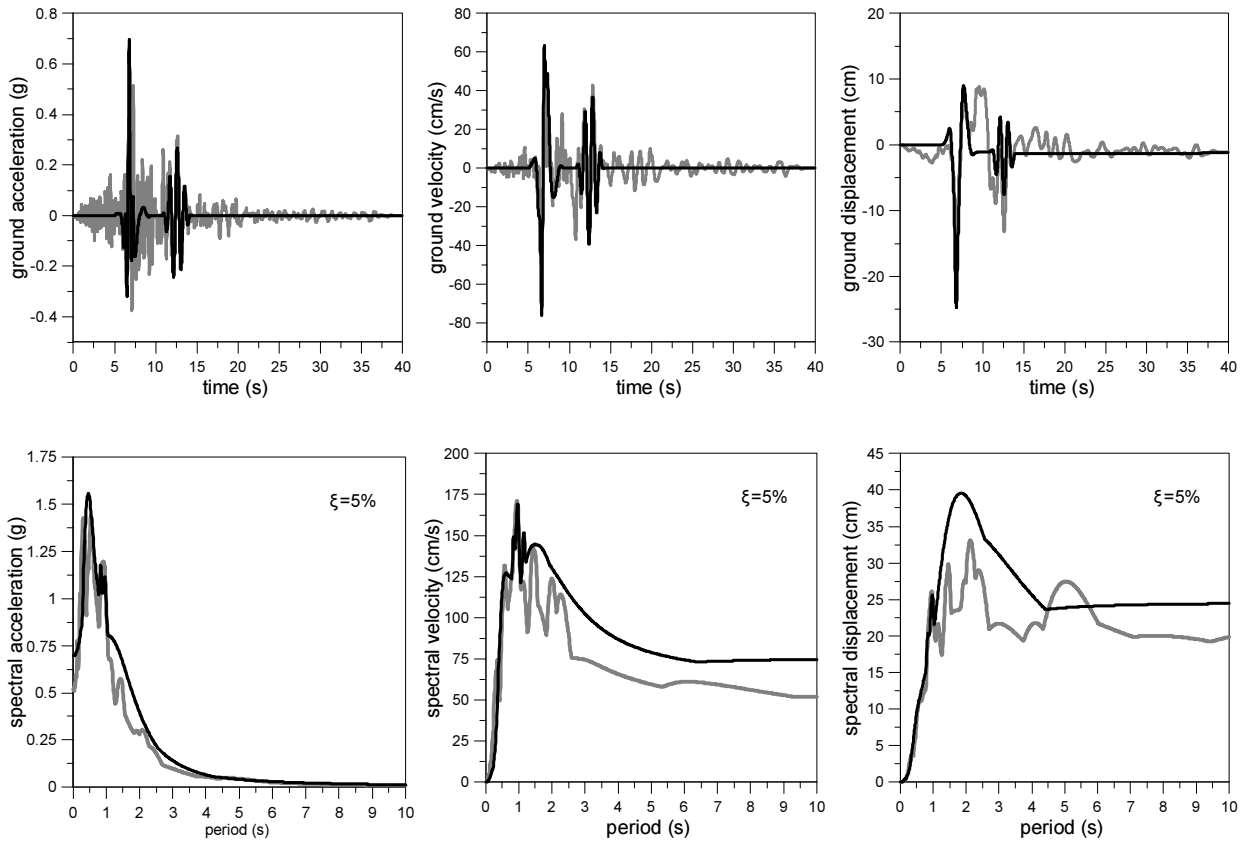 ground acceleration (g)
0.8
0.6
0.4
0.2
0
-0.2
-0.4
0 5 10 15 20 25 30 35 40
time (s)
ground velocity (cm/s)
80
60
40
20
0
-20
-40
-60
-80
0 5 10 15 20 25 30 35 40
time (s)
ground displacement (cm)
20
10
0
-10
-20
-30
0 5 10 15 20 25 30 35 40
time (s)
spectral acceleration (g)
1.75
1.5
1.25
1
0.75
0.5
0.25
0
ξ=5%
0 1 2 3 4 5 6 7 8 9 10
period (s)
spectral velocity (cm/s)
200
175
150
125
100
75
50
25
0
ξ=5%
0 1 2 3 4 5 6 7 8 9 10
period (s)
spectral displacement (cm)
45
40
35
30
25
20
15
10
5
0
ξ=5%
0 1 2 3 4 5 6 7 8 9 10
period (s)